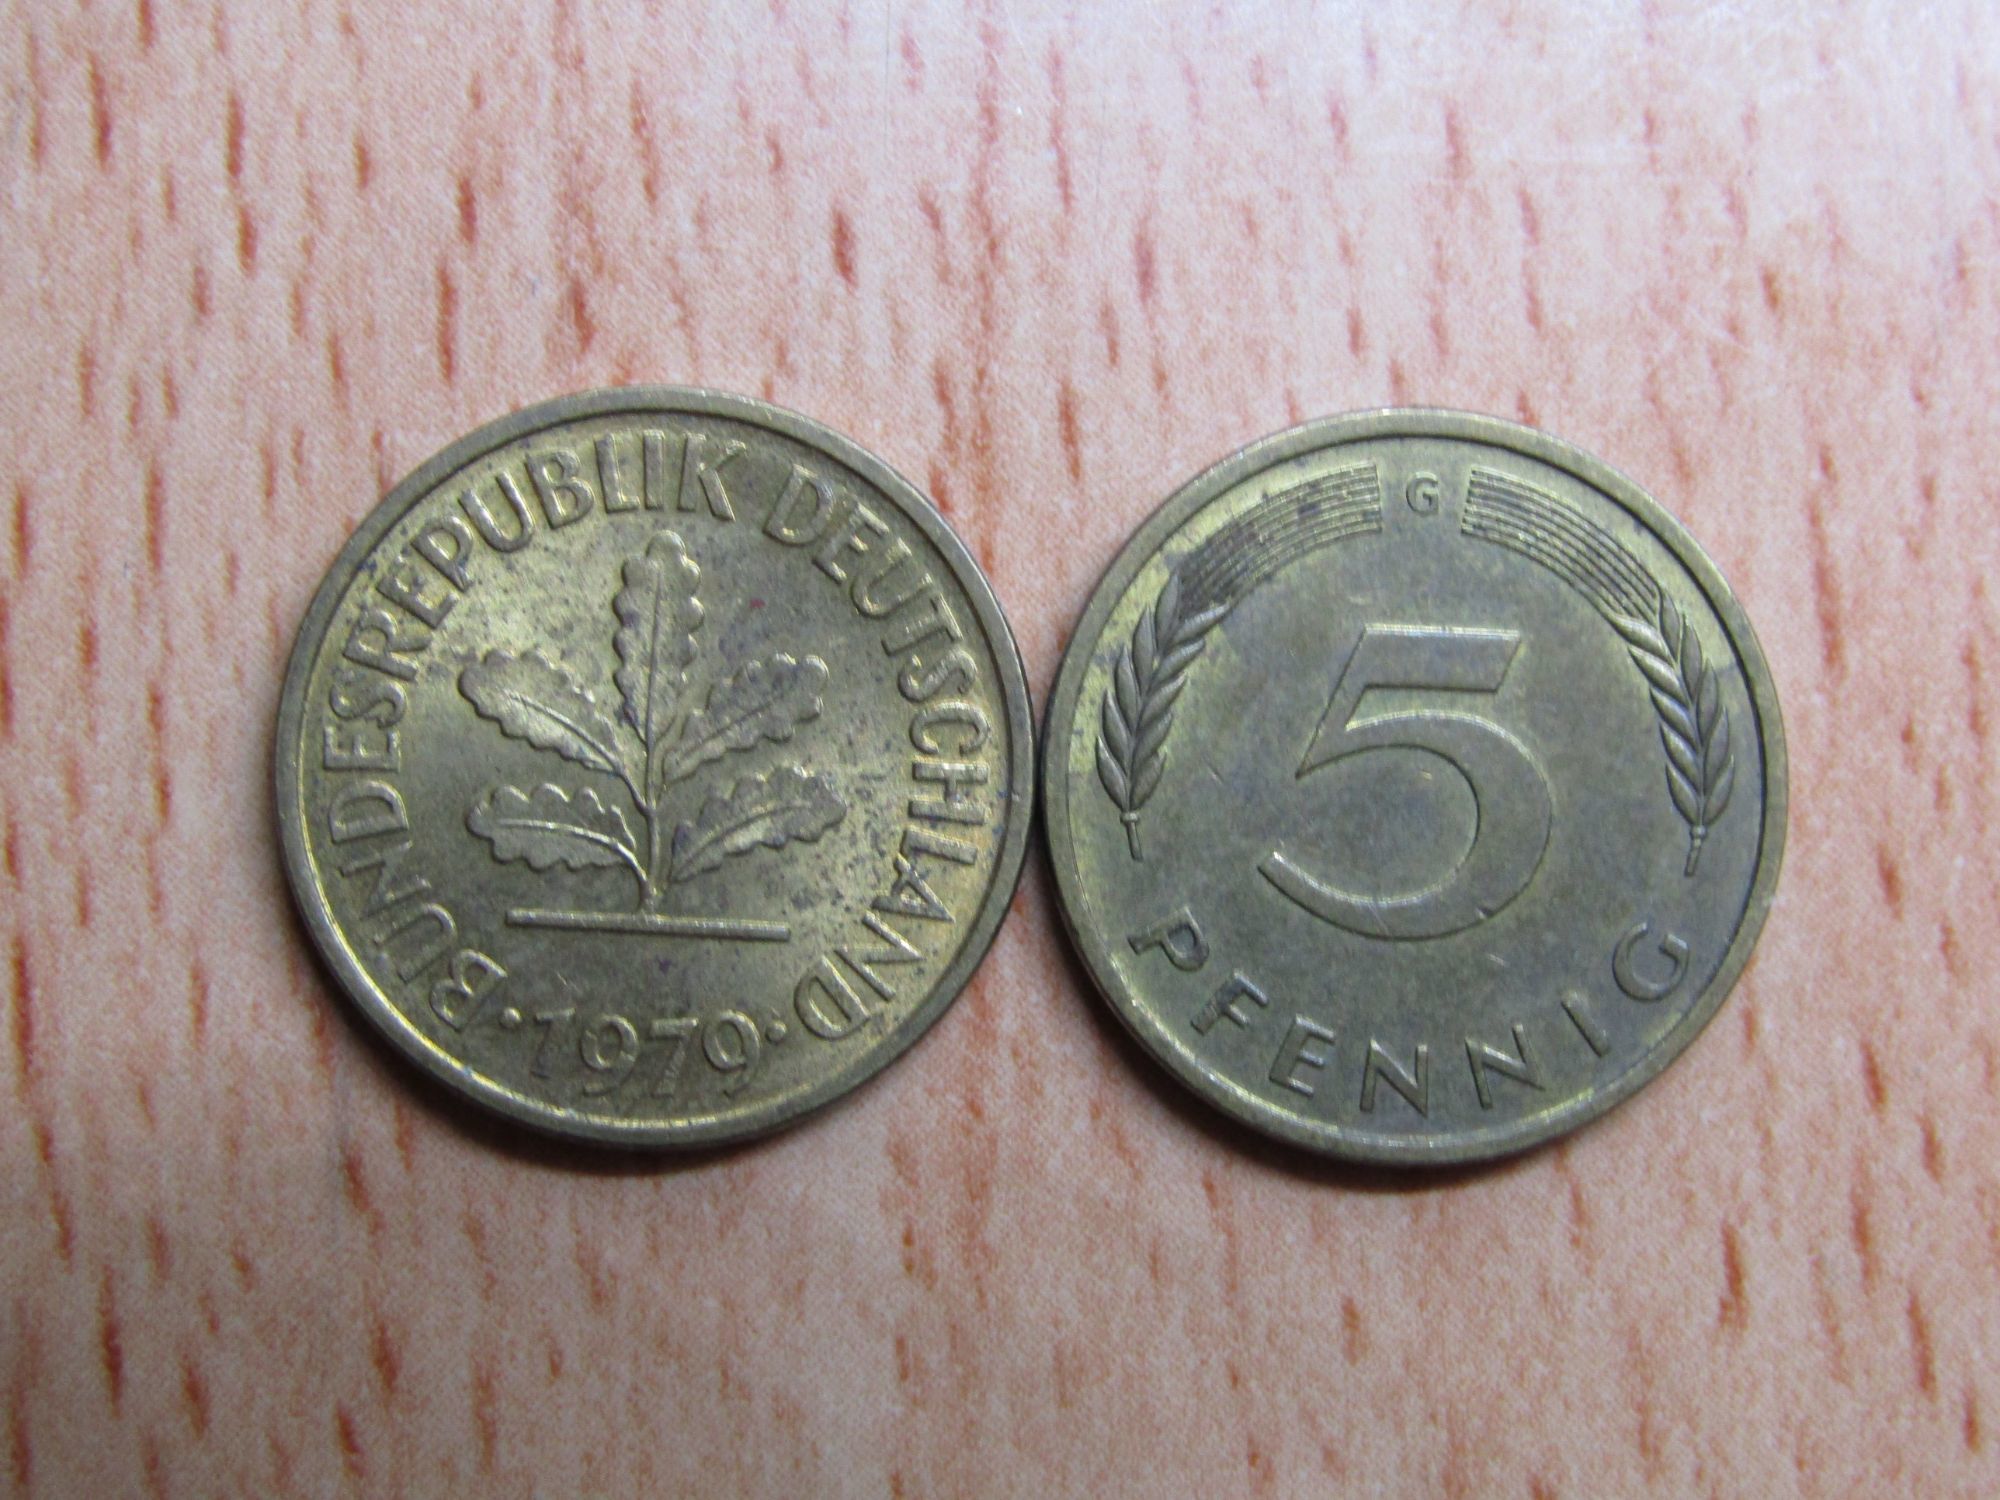 BUNDESREPUBLIK DEUTSCHLAND
· 1979 ·
G
5
PFENNIG